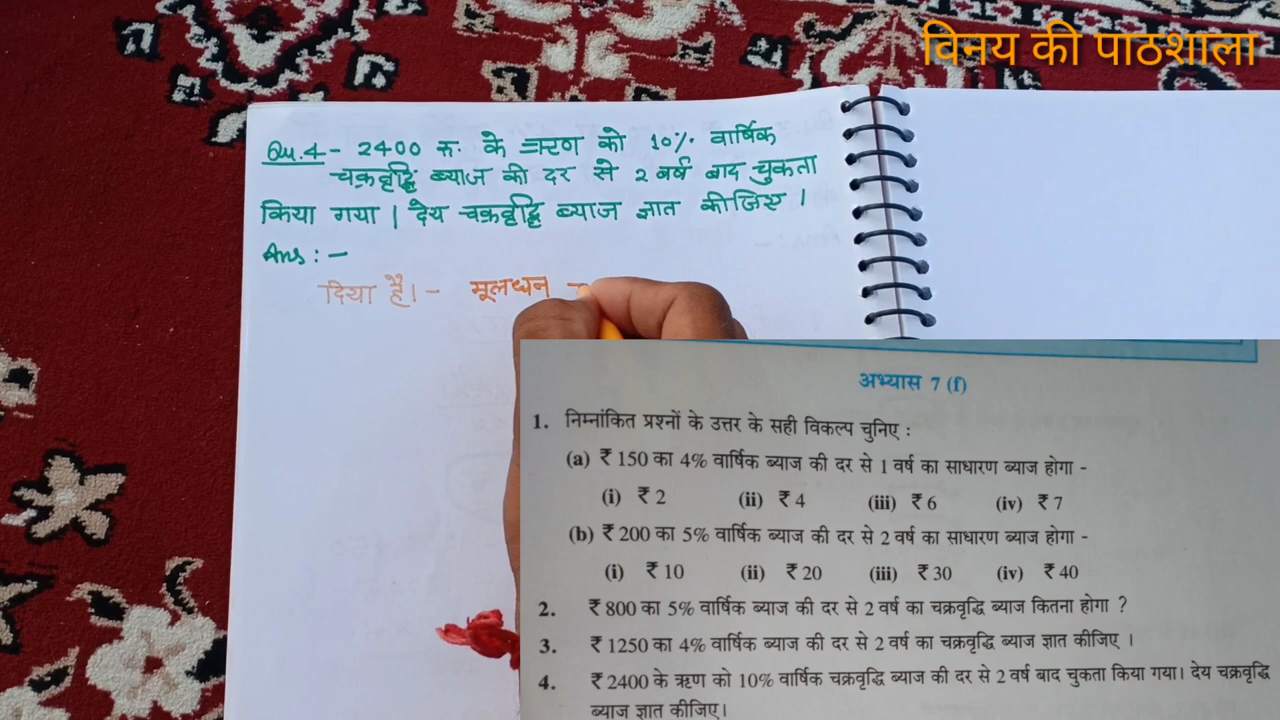 विनय की पाठशाला
Qu.4 - 2400 रू. के ऋण को 10% वार्षिक
चक्रवृद्धि ब्याज की दर से 2 वर्ष बाद चुकता
किया गया । देय चक्रवृद्धि ब्याज ज्ञात कीजिए ।
Ans : -
दिया है। - मूलधन
अभ्यास 7 (f)
1. निम्नांकित प्रश्नों के उत्तर के सही विकल्प चुनिए :
(a) ₹ 150 का 4% वार्षिक ब्याज की दर से 1 वर्ष का साधारण ब्याज होगा -
(i) ₹ 2 (ii) ₹ 4 (iii) ₹ 6 (iv) ₹ 7
(b) ₹ 200 का 5% वार्षिक ब्याज की दर से 2 वर्ष का साधारण ब्याज होगा -
(i) ₹ 10 (ii) ₹ 20 (iii) ₹ 30 (iv) ₹ 40
2. ₹ 800 का 5% वार्षिक ब्याज की दर से 2 वर्ष का चक्रवृद्धि ब्याज कितना होगा ?
3. ₹ 1250 का 4% वार्षिक ब्याज की दर से 2 वर्ष का चक्रवृद्धि ब्याज ज्ञात कीजिए ।
4. ₹ 2400 के ऋण को 10% वार्षिक चक्रवृद्धि ब्याज की दर से 2 वर्ष बाद चुकता किया गया। देय चक्रवृद्धि
ब्याज ज्ञात कीजिए।